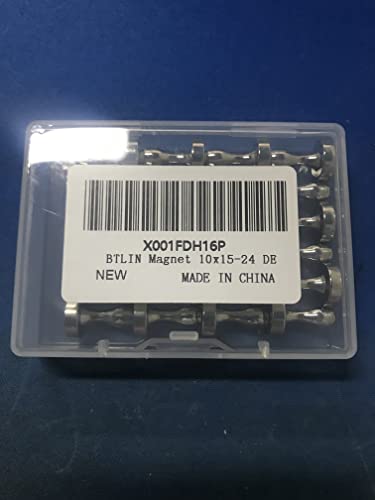 X001FDH16P
BTLIN Magnet 10x15-24 DE
NEW MADE IN CHINA